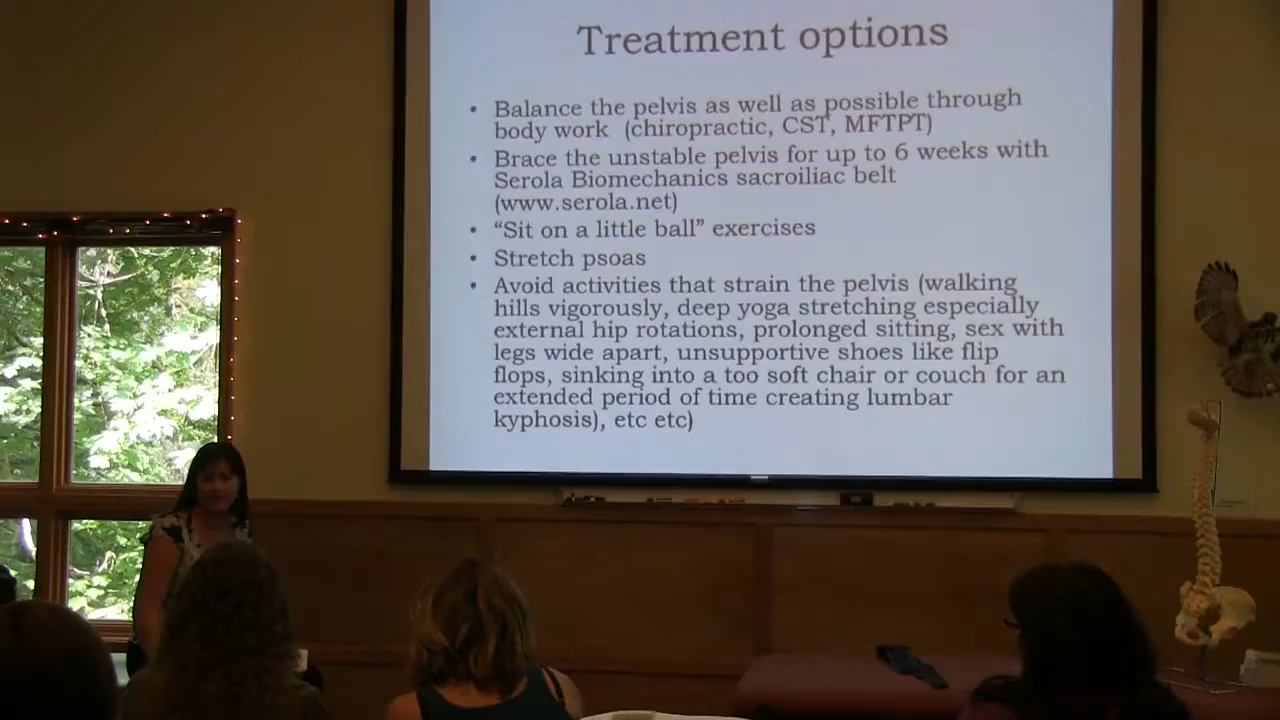 Treatment options
• Balance the pelvis as well as possible through
body work (chiropractic, CST, MFTPT)
• Brace the unstable pelvis for up to 6 weeks with
Serola Biomechanics sacroiliac belt
(www.serola.net)
• “Sit on a little ball” exercises
• Stretch psoas
• Avoid activities that strain the pelvis (walking
hills vigorously, deep yoga stretching especially
external hip rotations, prolonged sitting, sex with
legs wide apart, unsupportive shoes like flip
flops, sinking into a too soft chair or couch for an
extended period of time creating lumbar
kyphosis), etc etc)